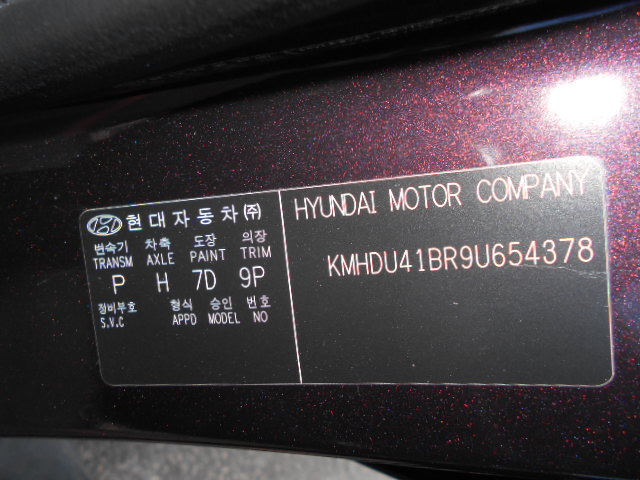 현대자동차㈜
변속기 차축 도장 의장
TRANSM AXLE PAINT TRIM
P H 7D 9P
정비부호 형식 승인 번호
S.V.C APPD MODEL NO
HYUNDAI MOTOR COMPANY
KMHDU41BR9U654378